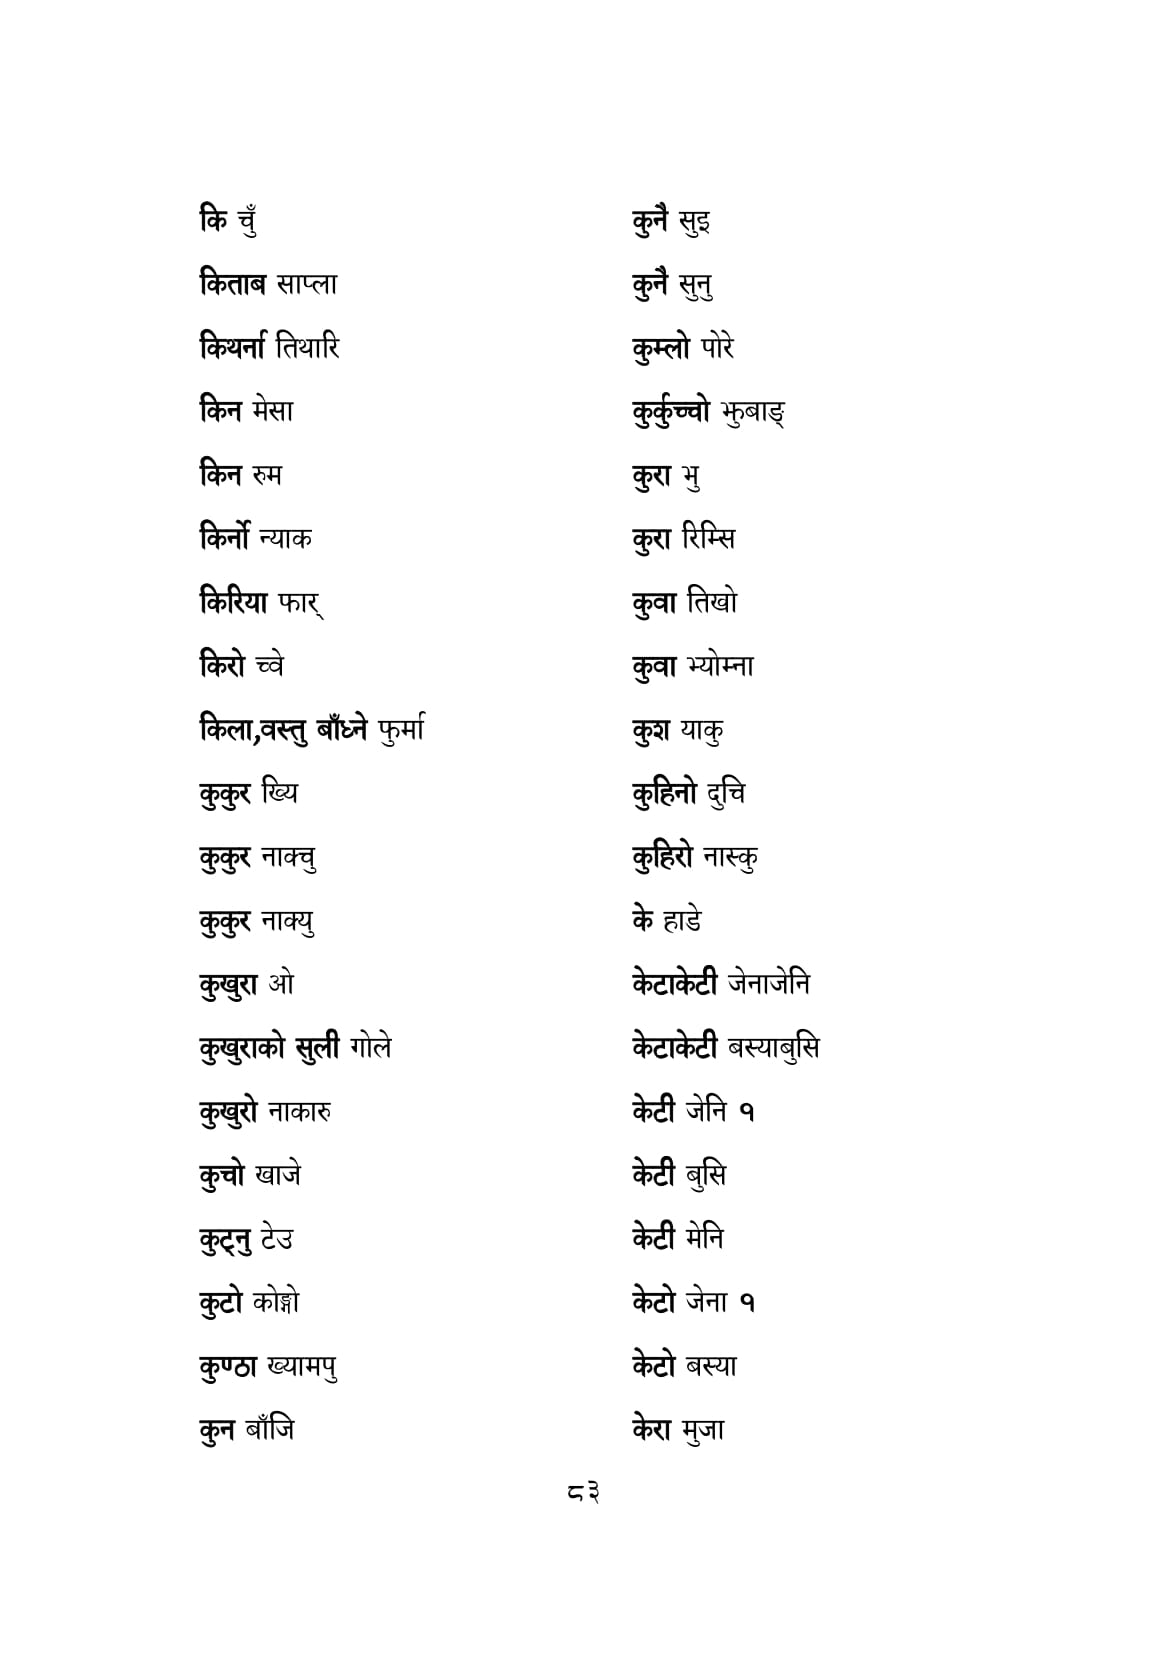 कि चुँ
किताब साप्ला
किथर्ना तिथारि
किन मेसा
किन रुम
किर्नो न्याक
किरिया फार्
किरो च्वे
किला,वस्तु बाँध्ने फुर्मा
कुकुर ख्यि
कुकुर नाक्चु
कुकुर नाक्यु
कुखुरा ओ
कुखुराको सुली गोले
कुखुरो नाकारु
कुचो खाजे
कुट्नु टेउ
कुटो कोङ्गो
कुण्ठा ख्यामपु
कुन बाँजि
कुनै सुइ
कुनै सुनु
कुम्लो पोरे
कुर्कुच्चो झुबाङ्
कुरा भु
कुरा रिम्सि
कुवा तिखो
कुवा भ्योम्ना
कुश याकु
कुहिनो दुचि
कुहिरो नास्कु
के हाडे
केटाकेटी जेनाजेनि
केटाकेटी बस्याबुसि
केटी जेनि १
केटी बुसि
केटी मेनि
केटो जेना १
केटो बस्या
केरा मुजा
८३